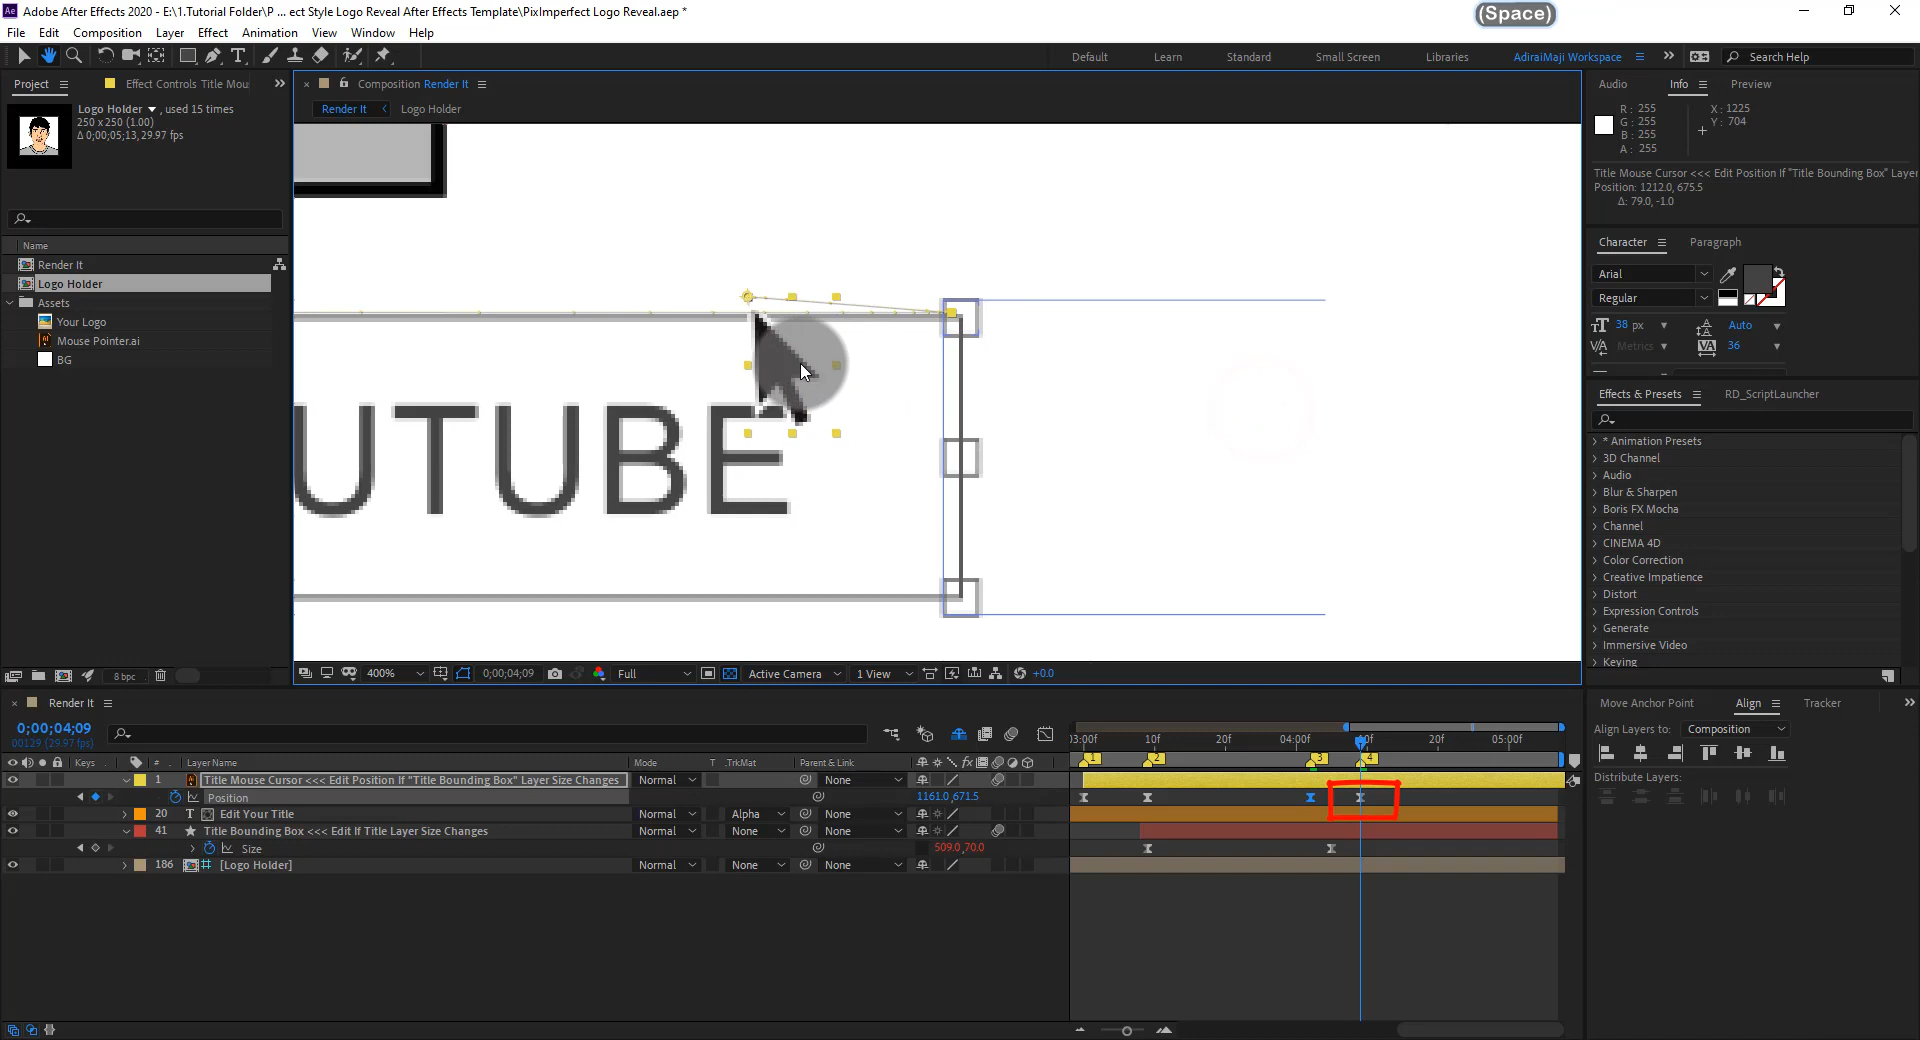 Adobe After Effects 2020 - E:\1.Tutorial Folder\P ... ect Style Logo Reveal After Effects Template\PixImperfect Logo Reveal.aep *
(Space)
File Edit Composition Layer Effect Animation View Window Help
Default Learn Standard Small Screen Libraries AdiraiMaji Workspace Search Help
Project Effect Controls Title Mou
Composition Render It
Render It Logo Holder
Logo Holder , used 15 times
250 x 250 (1.00)
Δ 0;00;05;13, 29.97 fps
Name
Render It
Logo Holder
Assets
Your Logo
Mouse Pointer.ai
BG
8 bpc
UTUBE
400% 0;00;04;09 Full Active Camera 1 View +0.0
Audio Info Preview
R : 255
G : 255
B : 255
A : 255
X : 1225
Y : 704
Title Mouse Cursor <<< Edit Position If "Title Bounding Box" Laye
Position: 1212.0, 675.5
Δ: 79.0, -1.0
Character Paragraph
Arial
Regular
38 px Auto
Metrics 36
Effects & Presets RD_ScriptLauncher
* Animation Presets
3D Channel
Audio
Blur & Sharpen
Boris FX Mocha
Channel
CINEMA 4D
Color Correction
Creative Impatience
Distort
Expression Controls
Generate
Immersive Video
Keying
Render It
0;00;04;09
00129 (29.97 fps)
Keys # Layer Name Mode T .TrkMat Parent & Link
03:00f 10f 20f 04:00f 10f 20f 05:00f
1 2 3 4
1 Title Mouse Cursor <<< Edit Position If "Title Bounding Box" Layer Size Changes Normal None
Position 1161.0,671.5
20 Edit Your Title Normal Alpha None
41 Title Bounding Box <<< Edit If Title Layer Size Changes None None None
Size 509.0,70.0
186 [Logo Holder] Normal None None
Move Anchor Point Align Tracker
Align Layers to: Composition
Distribute Layers: